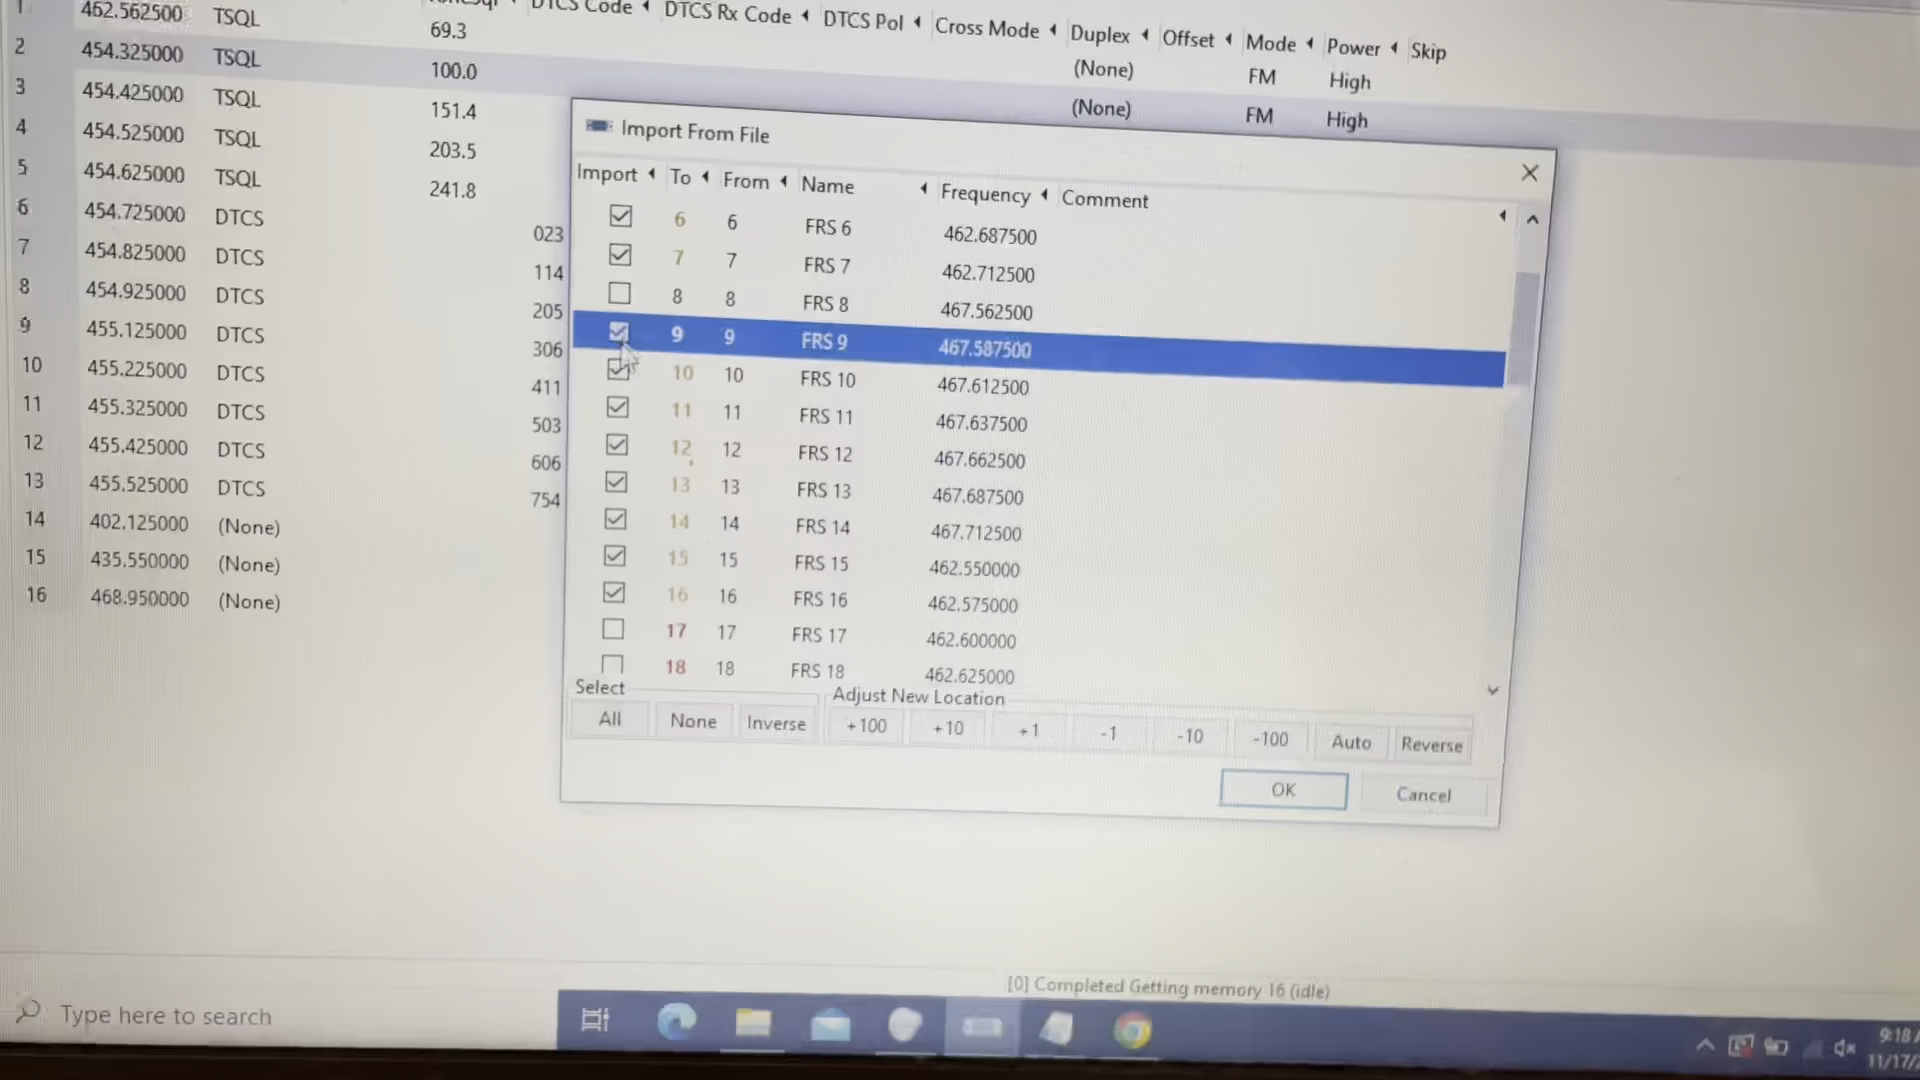 DTCS Code DTCS Rx Code DTCS Pol Cross Mode Duplex Offset Mode Power Skip
1 462.562500 TSQL 69.3 (None) FM High
2 454.325000 TSQL 100.0 (None) FM High
3 454.425000 TSQL 151.4
4 454.525000 TSQL 203.5
5 454.625000 TSQL 241.8
6 454.725000 DTCS 023
7 454.825000 DTCS 114
8 454.925000 DTCS 205
9 455.125000 DTCS 306
10 455.225000 DTCS 411
11 455.325000 DTCS 503
12 455.425000 DTCS 606
13 455.525000 DTCS 754
14 402.125000 (None)
15 435.550000 (None)
16 468.950000 (None)
Import From File
Import To From Name Frequency Comment
6 6 FRS 6 462.687500
7 7 FRS 7 462.712500
8 8 FRS 8 467.562500
9 9 FRS 9 467.587500
10 10 FRS 10 467.612500
11 11 FRS 11 467.637500
12 12 FRS 12 467.662500
13 13 FRS 13 467.687500
14 14 FRS 14 467.712500
15 15 FRS 15 462.550000
16 16 FRS 16 462.575000
17 17 FRS 17 462.600000
18 18 FRS 18 462.625000
Select Adjust New Location
All None Inverse +100 +10 +1 -1 -10 -100 Auto Reverse
OK Cancel
[0] Completed Getting memory 16 (idle)
Type here to search
9:18
11/17/